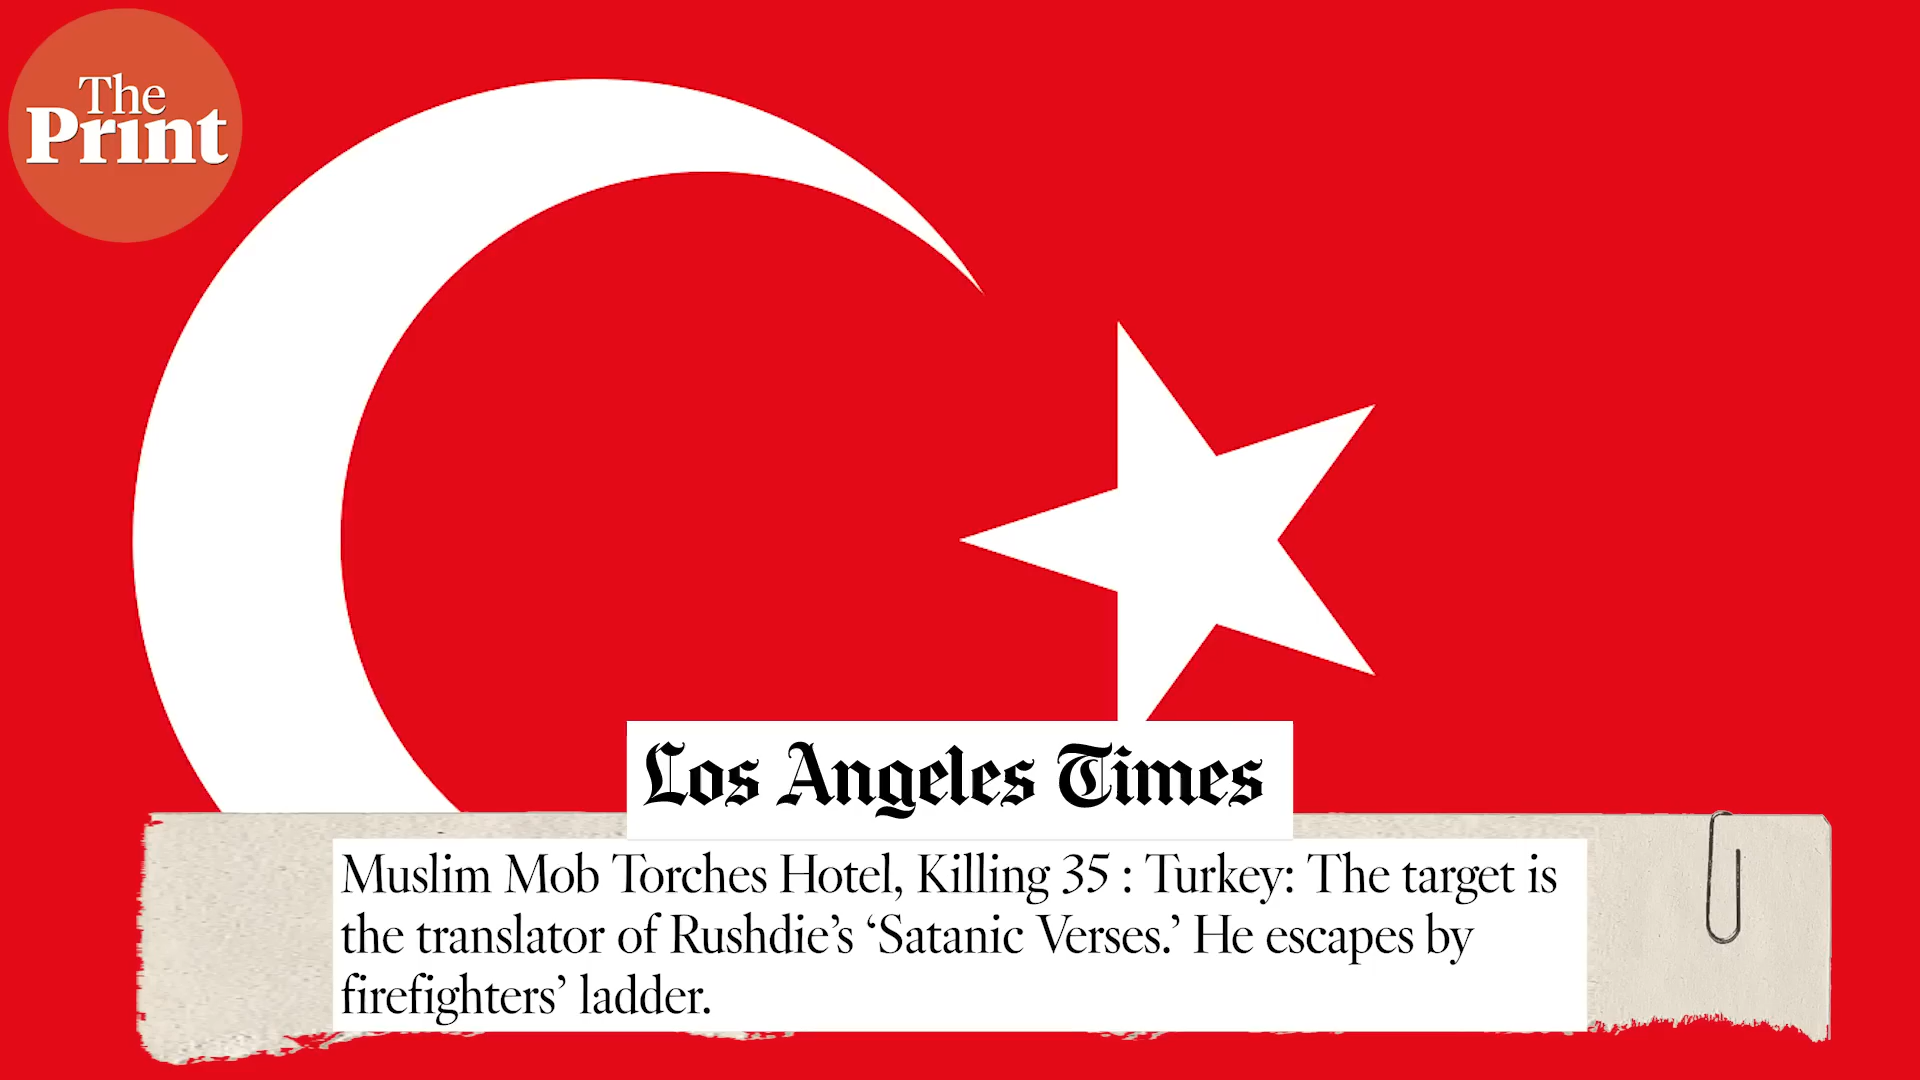 The
Print
Los Angeles Times
Muslim Mob Torches Hotel, Killing 35 : Turkey: The target is
the translator of Rushdie’s ‘Satanic Verses.’ He escapes by
firefighters’ ladder.